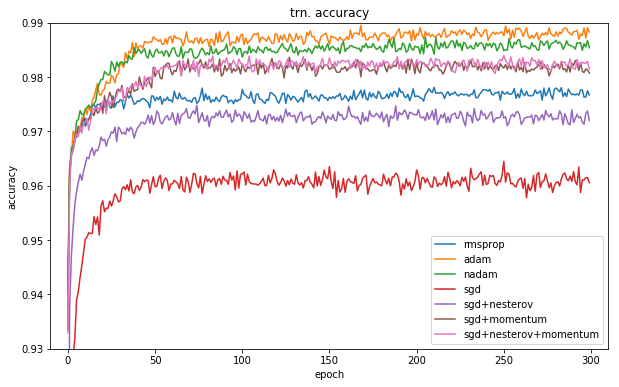 trn. accuracy
0.99
0.98
0.97
0.96
0.95
0.94
0.93
accuracy
0
50
100
150
200
250
300
epoch
rmsprop
adam
nadam
sgd
sgd+nesterov
sgd+momentum
sgd+nesterov+momentum